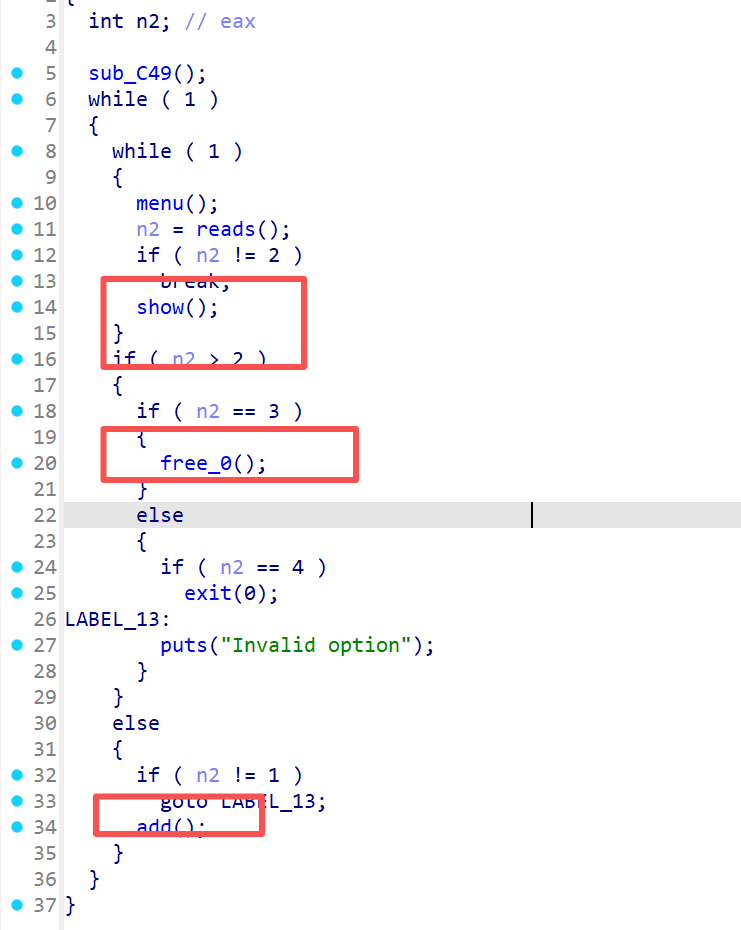 2 {
3 int n2; // eax
4
5 sub_C49();
6 while ( 1 )
7 {
8 while ( 1 )
9 {
10 menu();
11 n2 = reads();
12 if ( n2 != 2 )
13 break;
14 show();
15 }
16 if ( n2 > 2 )
17 {
18 if ( n2 == 3 )
19 {
20 free_0();
21 }
22 else
23 {
24 if ( n2 == 4 )
25 exit(0);
26 LABEL_13:
27 puts("Invalid option");
28 }
29 }
30 else
31 {
32 if ( n2 != 1 )
33 goto LABEL_13;
34 add();
35 }
36 }
37 }